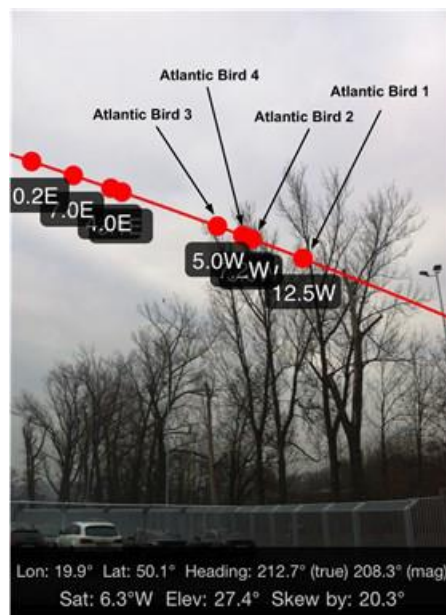 Atlantic Bird 4
Atlantic Bird 1
Atlantic Bird 3
Atlantic Bird 2
0.2E
7.0E
4.0E
5.0W
12.5W
Lon: 19.9° Lat: 50.1° Heading: 212.7° (true) 208.3° (mag)
Sat: 6.3°W Elev: 27.4° Skew by: 20.3°